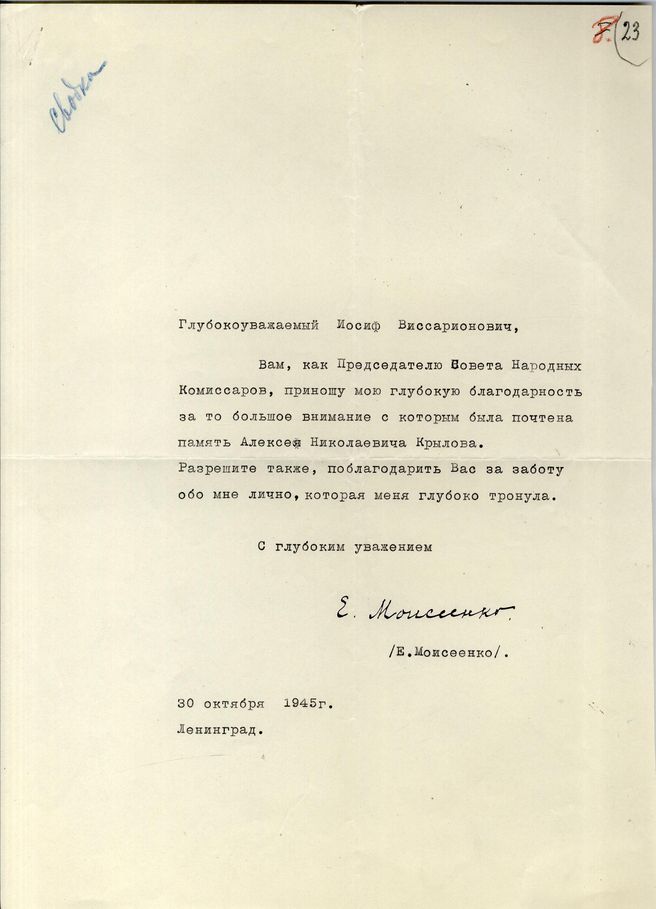 8. 23
Сводка
Глубокоуважаемый Иосиф Виссарионович,
Вам, как Председателю Совета Народных
Комиссаров, приношу мою глубокую благодарность
за то большое внимание с которым была почтена
память Алексея Николаевича Крылова.
Разрешите также, поблагодарить Вас за заботу
обо мне лично, которая меня глубоко тронула.
С глубоким уважением
Е. Моисеенко.
/Е.Моисеенко/.
30 октября 1945г.
Ленинград.